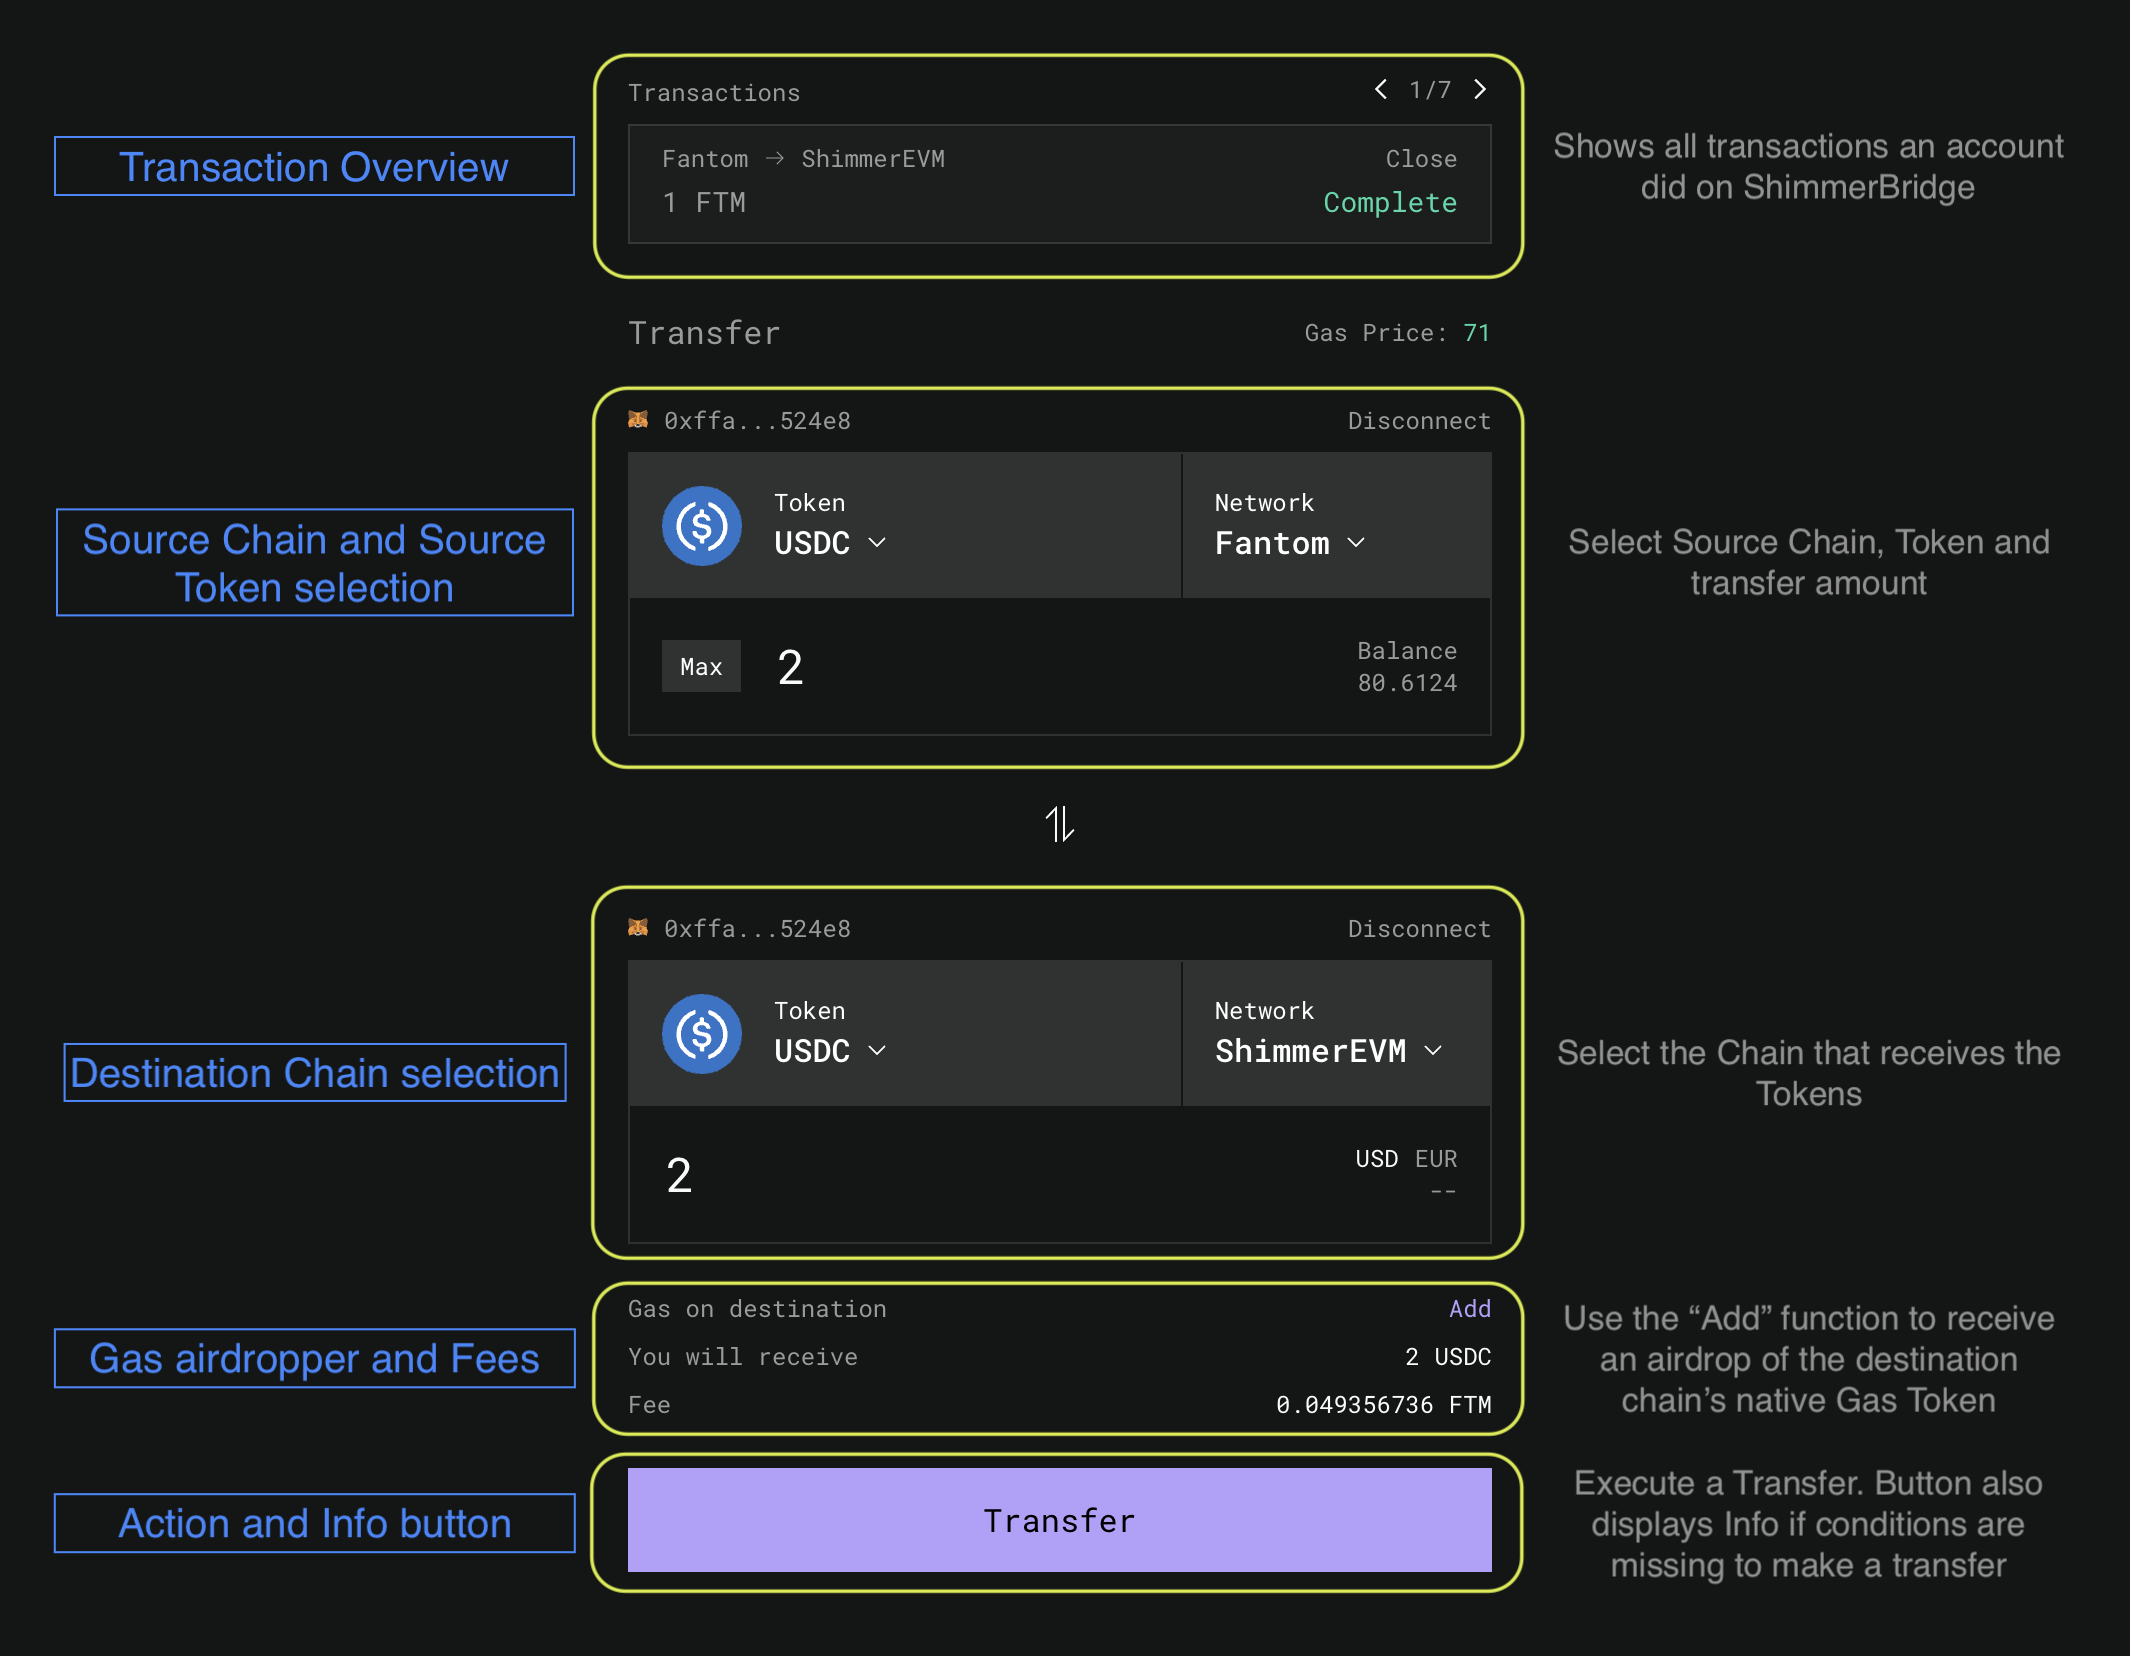 Transactions
1/7
Transaction Overview
Fantom → ShimmerEVM
Close
1 FTM
Complete
Shows all transactions an account
did on ShimmerBridge
Transfer
Gas Price: 71
0xffa...524e8
Disconnect
Source Chain and Source
Token selection
Token
USDC
Network
Fantom
Max
2
Balance
80.6124
Select Source Chain, Token and
transfer amount
0xffa...524e8
Disconnect
Destination Chain selection
Token
USDC
Network
ShimmerEVM
2
USD EUR
--
Select the Chain that receives the
Tokens
Gas airdropper and Fees
Gas on destination
Add
You will receive
2 USDC
Fee
0.049356736 FTM
Use the “Add” function to receive
an airdrop of the destination
chain’s native Gas Token
Action and Info button
Transfer
Execute a Transfer. Button also
displays Info if conditions are
missing to make a transfer